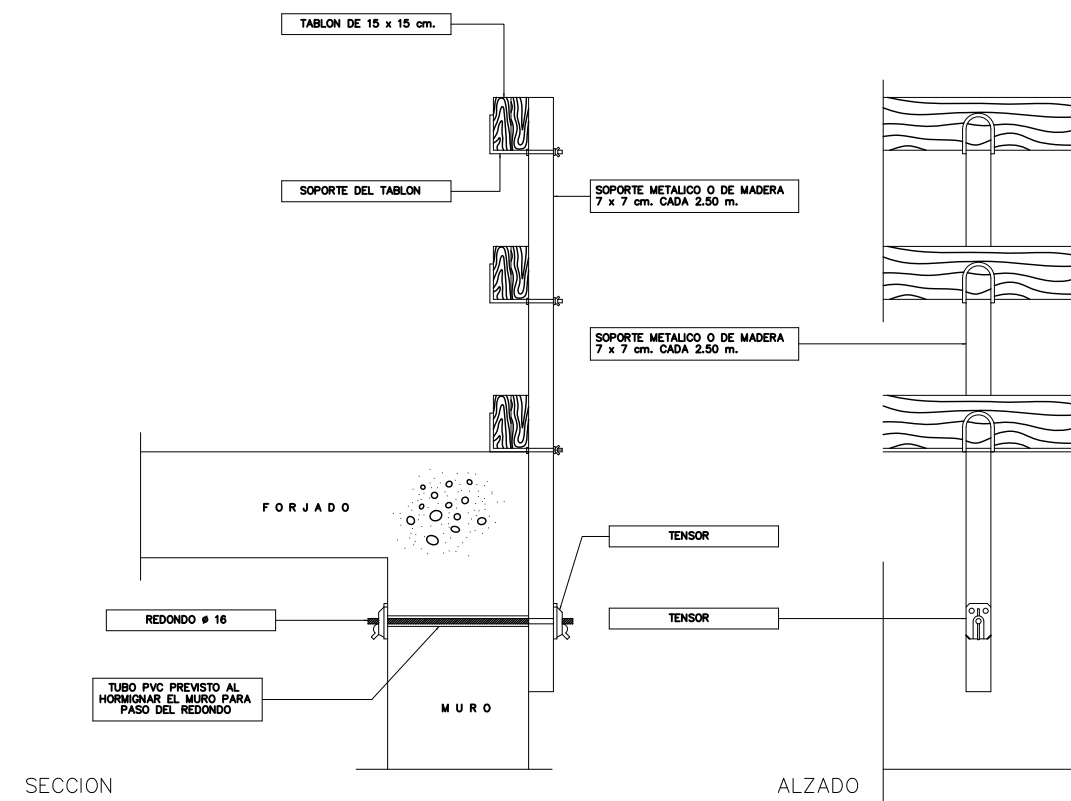 TABLON DE 15 x 15 cm.
SOPORTE DEL TABLON
SOPORTE METALICO O DE MADERA
7 x 7 cm. CADA 2.50 m.
SOPORTE METALICO O DE MADERA
7 x 7 cm. CADA 2.50 m.
FORJADO
TENSOR
REDONDO ø 16
TENSOR
TUBO PVC PREVISTO AL
HORMIGNAR EL MURO PARA
PASO DEL REDONDO
MURO
SECCION
ALZADO